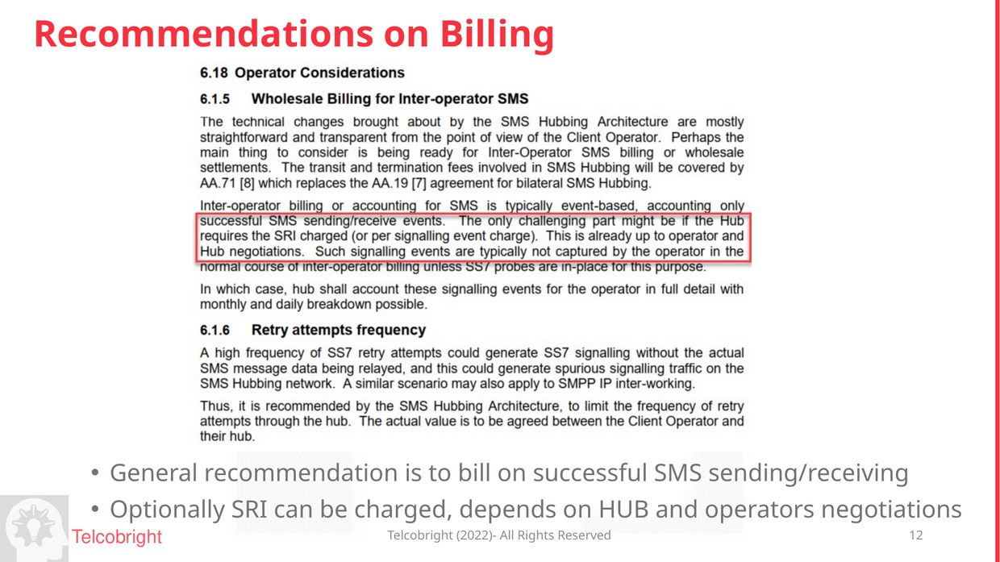 Recommendations on Billing
6.18 Operator Considerations
6.1.5 Wholesale Billing for Inter-operator SMS
The technical changes brought about by the SMS Hubbing Architecture are mostly
straightforward and transparent from the point of view of the Client Operator. Perhaps the
main thing to consider is being ready for Inter-Operator SMS billing or wholesale
settlements. The transit and termination fees involved in SMS Hubbing will be covered by
AA.71 [8] which replaces the AA.19 [7] agreement for bilateral SMS Hubbing.
Inter-operator billing or accounting for SMS is typically event-based, accounting only
successful SMS sending/receive events. The only challenging part might be if the Hub
requires the SRI charged (or per signalling event charge). This is already up to operator and
Hub negotiations. Such signalling events are typically not captured by the operator in the
normal course of inter-operator billing unless SS7 probes are in-place for this purpose.
In which case, hub shall account these signalling events for the operator in full detail with
monthly and daily breakdown possible.
6.1.6 Retry attempts frequency
A high frequency of SS7 retry attempts could generate SS7 signalling without the actual
SMS message data being relayed, and this could generate spurious signalling traffic on the
SMS Hubbing network. A similar scenario may also apply to SMPP IP inter-working.
Thus, it is recommended by the SMS Hubbing Architecture, to limit the frequency of retry
attempts through the hub. The actual value is to be agreed between the Client Operator and
their hub.
• General recommendation is to bill on successful SMS sending/receiving
• Optionally SRI can be charged, depends on HUB and operators negotiations
Telcobright
Telcobright (2022)- All Rights Reserved
12